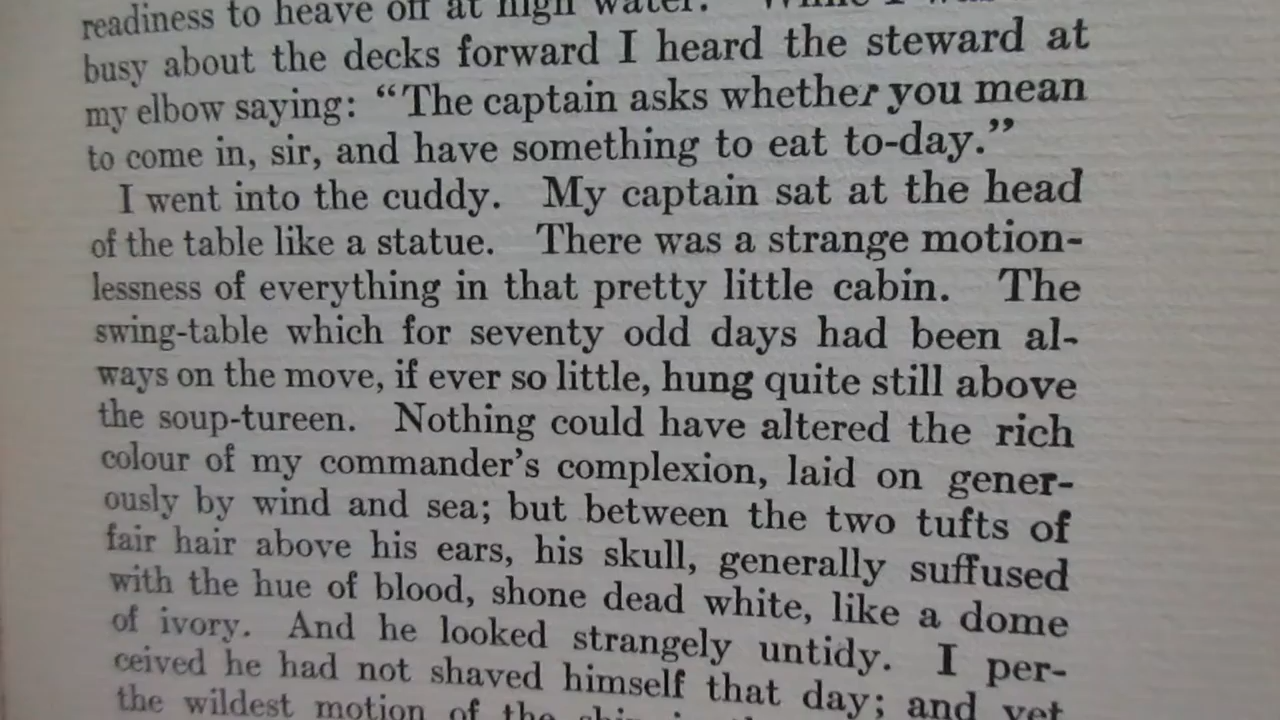 readiness to heave off at high water." While I was
busy about the decks forward I heard the steward at
my elbow saying: "The captain asks whether you mean
to come in, sir, and have something to eat to-day."
I went into the cuddy. My captain sat at the head
of the table like a statue. There was a strange motion-
lessness of everything in that pretty little cabin. The
swing-table which for seventy odd days had been al-
ways on the move, if ever so little, hung quite still above
the soup-tureen. Nothing could have altered the rich
colour of my commander's complexion, laid on gener-
ously by wind and sea; but between the two tufts of
fair hair above his ears, his skull, generally suffused
with the hue of blood, shone dead white, like a dome
of ivory. And he looked strangely untidy. I per-
ceived he had not shaved himself that day; and yet
the wildest motion of the ship in